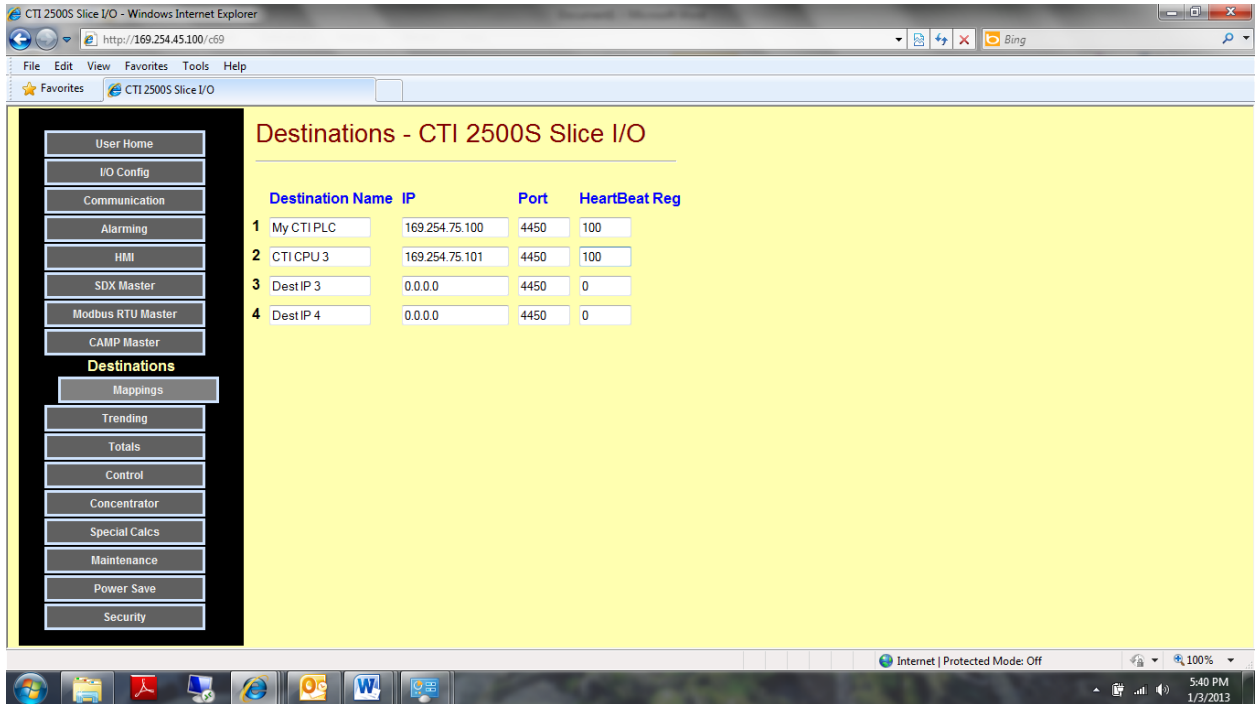 CTI 2500S Slice I/O - Windows Internet Explorer
http://169.254.45.100/c69
Bing
File Edit View Favorites Tools Help
Favorites CTI 2500S Slice I/O
Destinations - CTI 2500S Slice I/O
User Home
I/O Config
Communication
Alarming
HMI
SDX Master
Modbus RTU Master
CAMP Master
Destinations
Mappings
Trending
Totals
Control
Concentrator
Special Calcs
Maintenance
Power Save
Security
Destination Name IP Port HeartBeat Reg
1 My CTI PLC 169.254.75.100 4450 100
2 CTI CPU 3 169.254.75.101 4450 100
3 Dest IP 3 0.0.0.0 4450 0
4 Dest IP 4 0.0.0.0 4450 0
Internet | Protected Mode: Off 100%
5:40 PM
1/3/2013